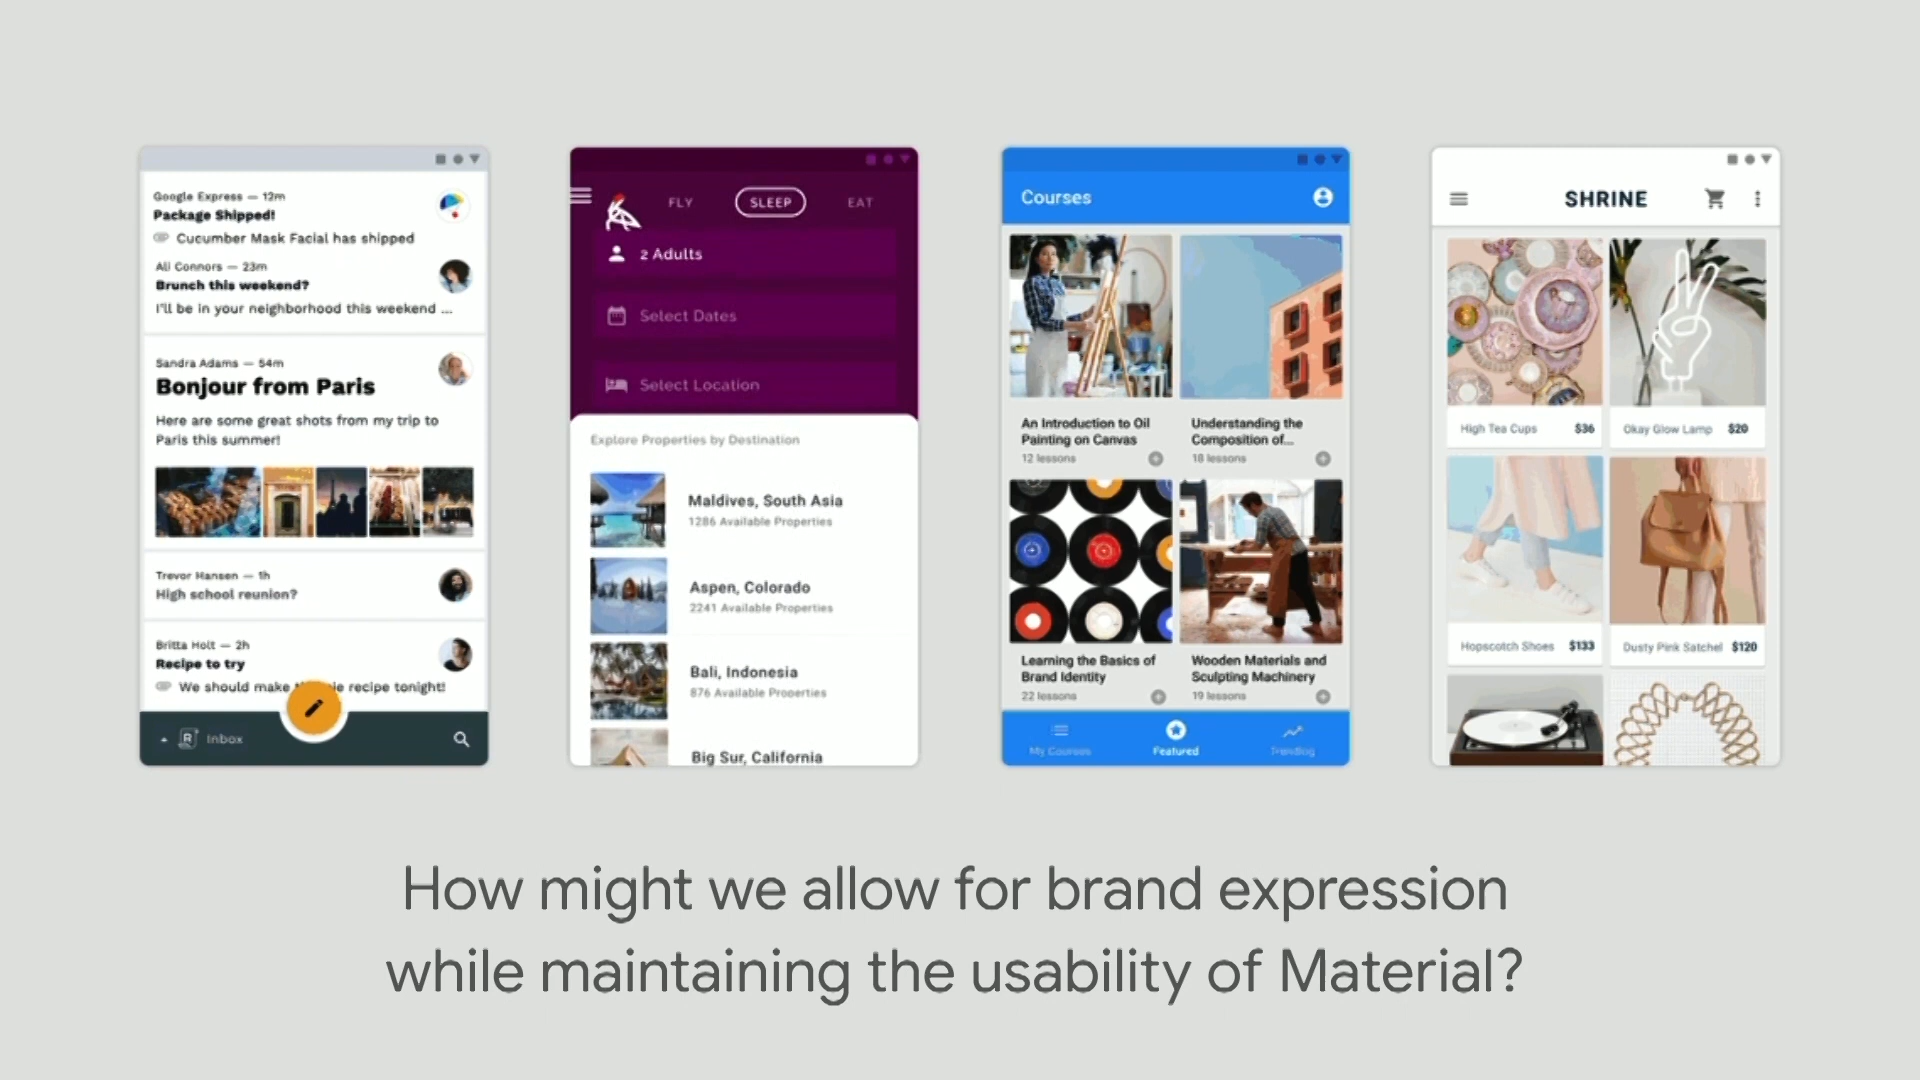 Google Express — 12m
Package Shipped!
Cucumber Mask Facial has shipped
Ali Connors — 23m
Brunch this weekend?
I'll be in your neighborhood this weekend ...
Sandra Adams — 54m
Bonjour from Paris
Here are some great shots from my trip to
Paris this summer!
Trevor Hansen — 1h
High school reunion?
Britta Holt — 2h
Recipe to try
We should make recipe tonight!
R Inbox
FLY SLEEP EAT
2 Adults
Select Dates
Select Location
Explore Properties by Destination
Maldives, South Asia
1286 Available Properties
Aspen, Colorado
2241 Available Properties
Bali, Indonesia
876 Available Properties
Big Sur, California
Courses
An Introduction to Oil
Painting on Canvas
12 lessons
Understanding the
Composition of...
18 lessons
Learning the Basics of
Brand Identity
22 lessons
Wooden Materials and
Sculpting Machinery
19 lessons
My Courses Featured Trending
SHRINE
High Tea Cups $36
Okay Glow Lamp $20
Hopscotch Shoes $133
Dusty Pink Satchel $120
How might we allow for brand expression
while maintaining the usability of Material?